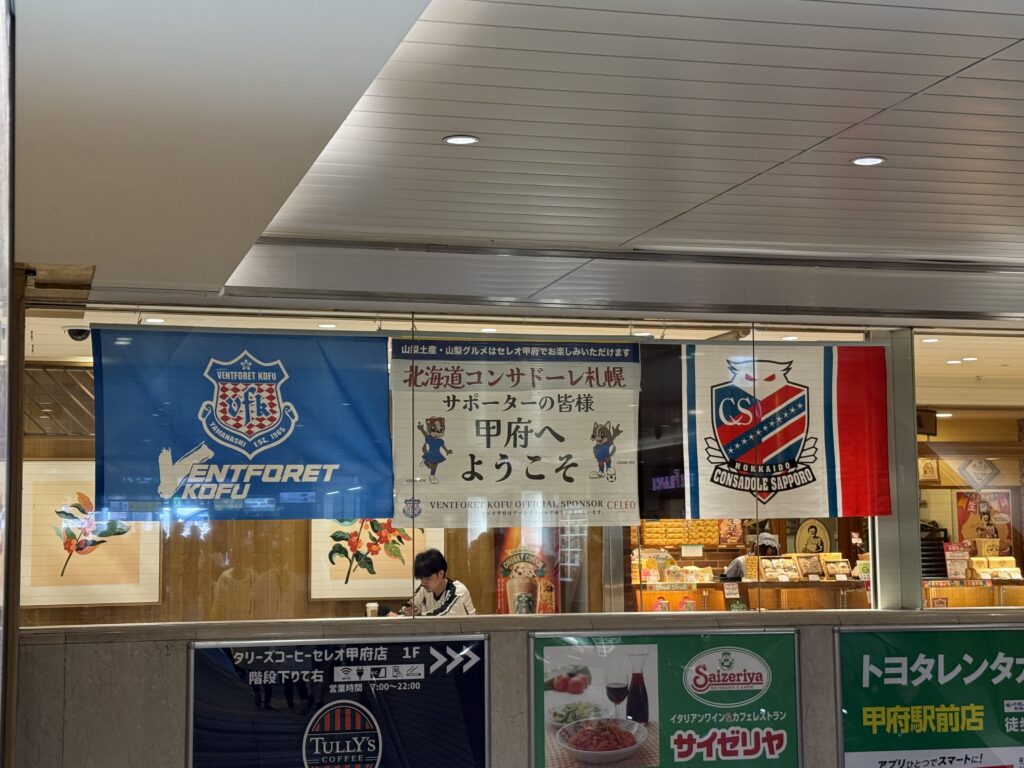 VENTFORET KOFU
vfk
YAMANASHI EST. 1965
VENTFORET
KOFU
山梨土産・山梨グルメはセレオ甲府でお楽しみいただけます
北海道コンサドーレ札幌
サポーターの皆様
甲府へ
ようこそ
VENTFORET KOFU OFFICIAL SPONSOR CELEO
CS
HOKKAIDO
CONSADOLE SAPPORO
タリーズコーヒーセレオ甲府店 1F
階段下りて右
営業時間 7:00〜22:00
TULLY'S
COFFEE
Saizeriya
RISTORANTE E CAFFÈ
イタリアンワイン&カフェレストラン
サイゼリヤ
トヨタレンタ
甲府駅前店
徒歩
アプリひとつでスマートに!